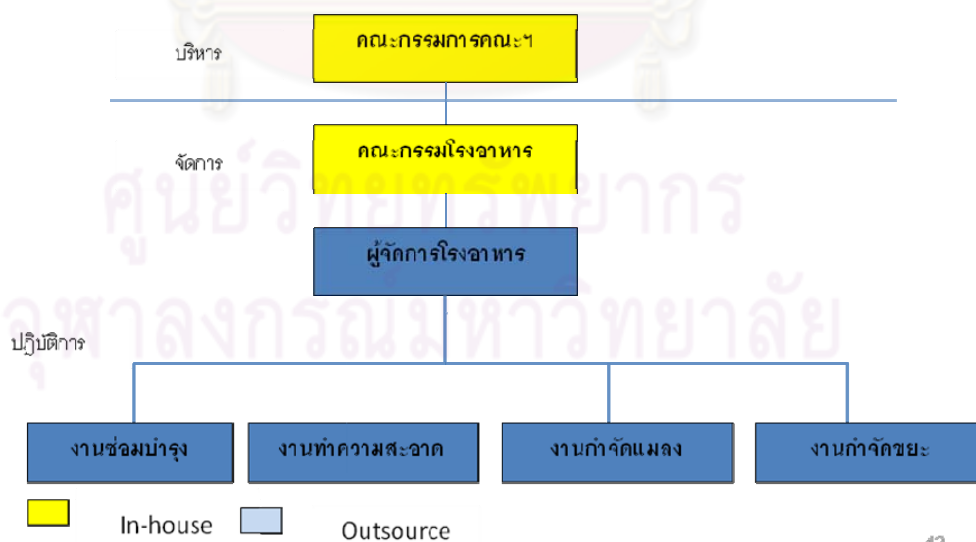 คณะกรรมการคณะฯ
บริหาร
คณะกรรมโรงอาหาร
จัดการ
ศูนย์วิทยทรัพยากร
ผู้จัดการโรงอาหาร
จุฬาลงกรณ์มหาวิทยาลัย
ปฏิบัติการ
งานซ่อมบำรุง งานทำความสะอาด งานกำจัดแมลง งานกำจัดขยะ
In-house Outsource